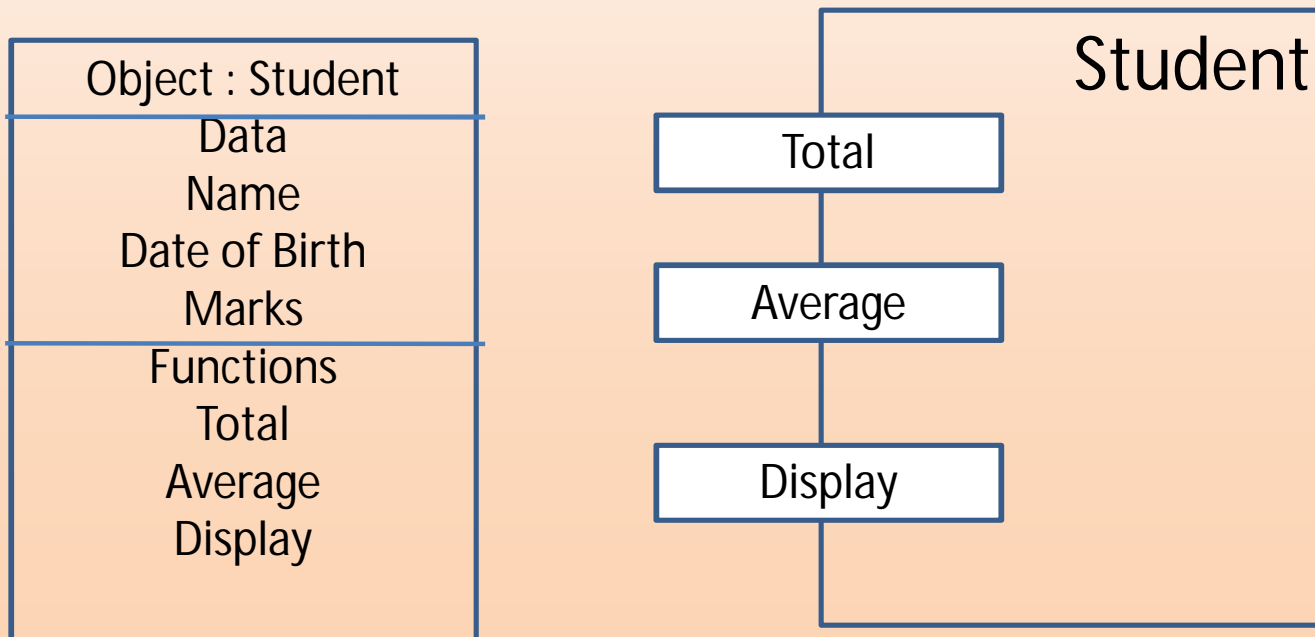 Object : Student
Data
Name
Date of Birth
Marks
Functions
Total
Average
Display
Student
Total
Average
Display